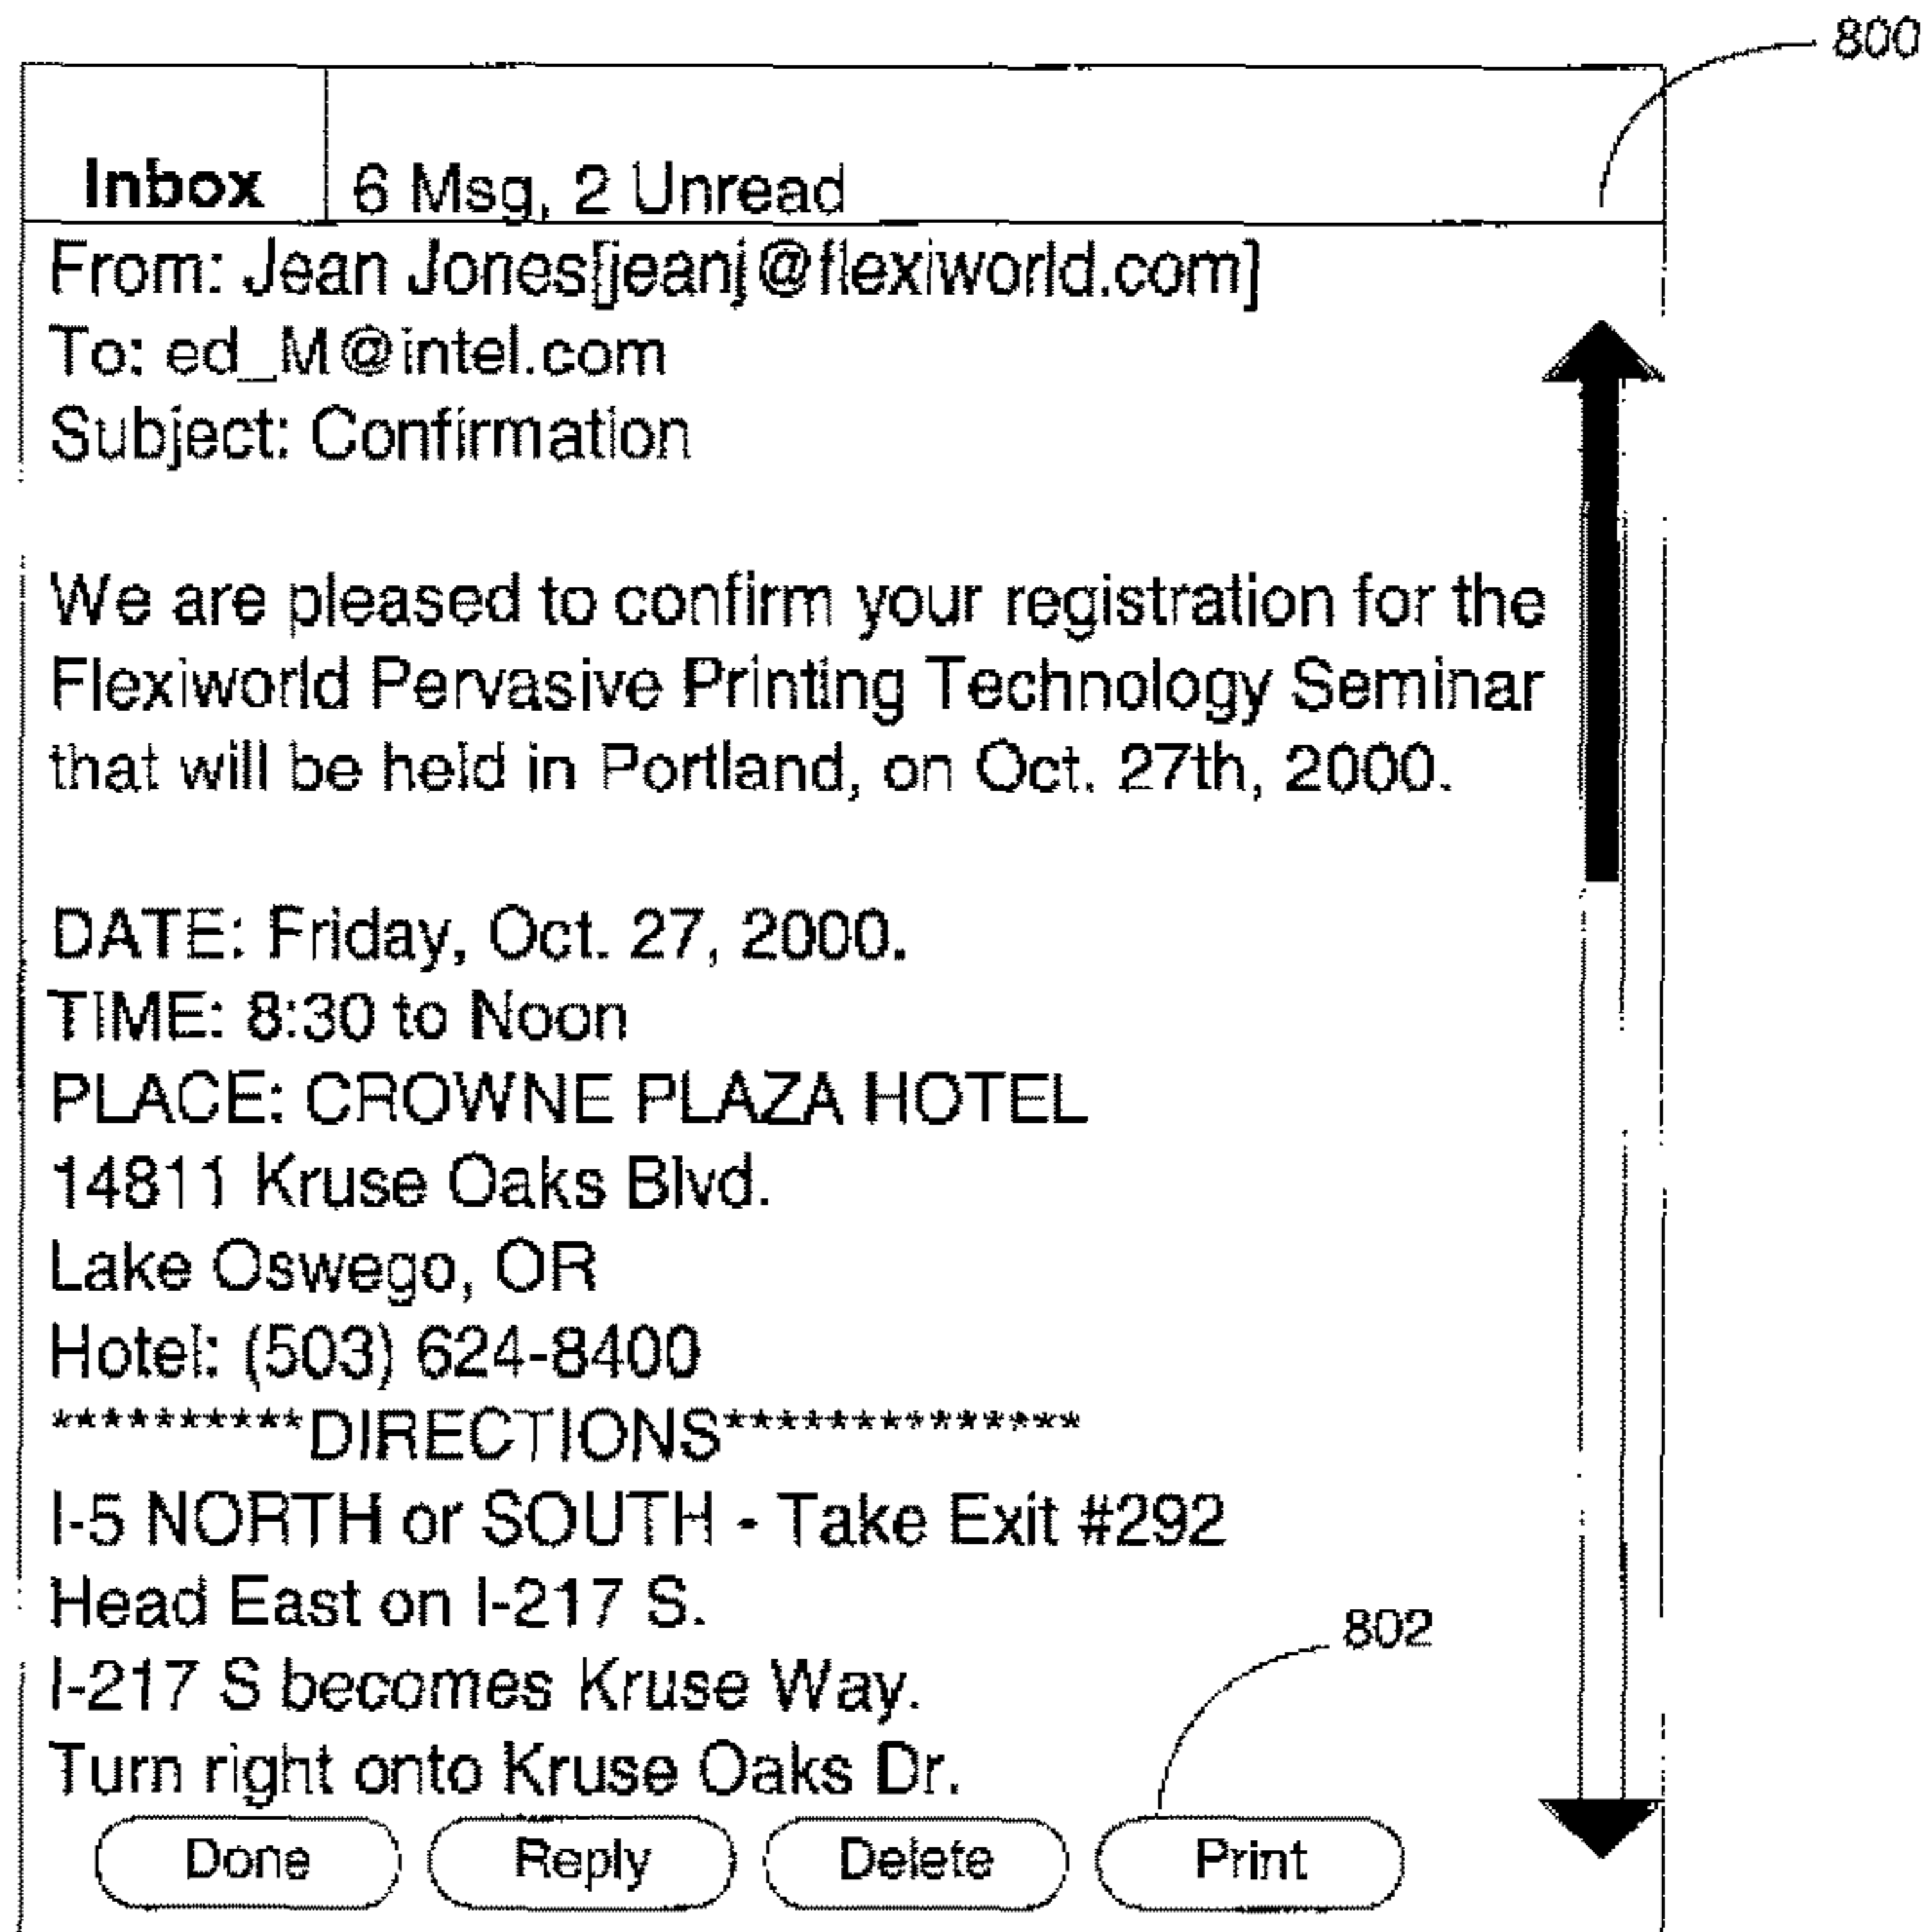 800
Inbox 6 Msg, 2 Unread
From: Jean Jones[jeanj@flexiworld.com]
To: ed_M@intel.com
Subject: Confirmation
We are pleased to confirm your registration for the
Flexiworld Pervasive Printing Technology Seminar
that will be held in Portland, on Oct. 27th, 2000.
DATE: Friday, Oct. 27, 2000.
TIME: 8:30 to Noon
PLACE: CROWNE PLAZA HOTEL
14811 Kruse Oaks Blvd.
Lake Oswego, OR
Hotel: (503) 624-8400
**********DIRECTIONS**************
I-5 NORTH or SOUTH - Take Exit #292
Head East on I-217 S.
802
I-217 S becomes Kruse Way.
Turn right onto Kruse Oaks Dr.
Done Reply Delete Print